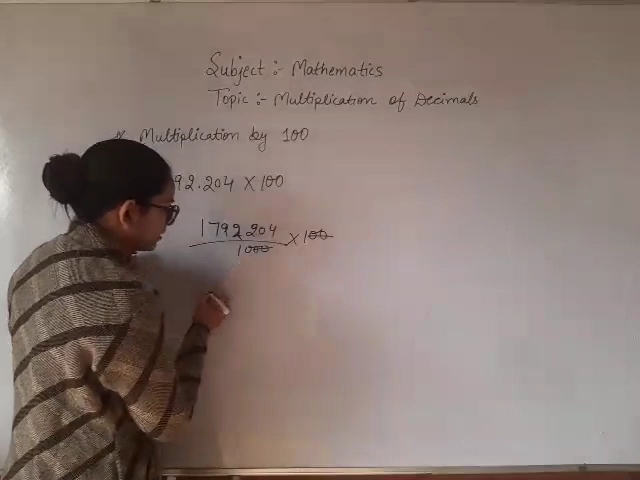 Subject :- Mathematics
Topic :- Multiplication of Decimals
* Multiplication by 100
92.204 × 100
1792204
1000
× 100